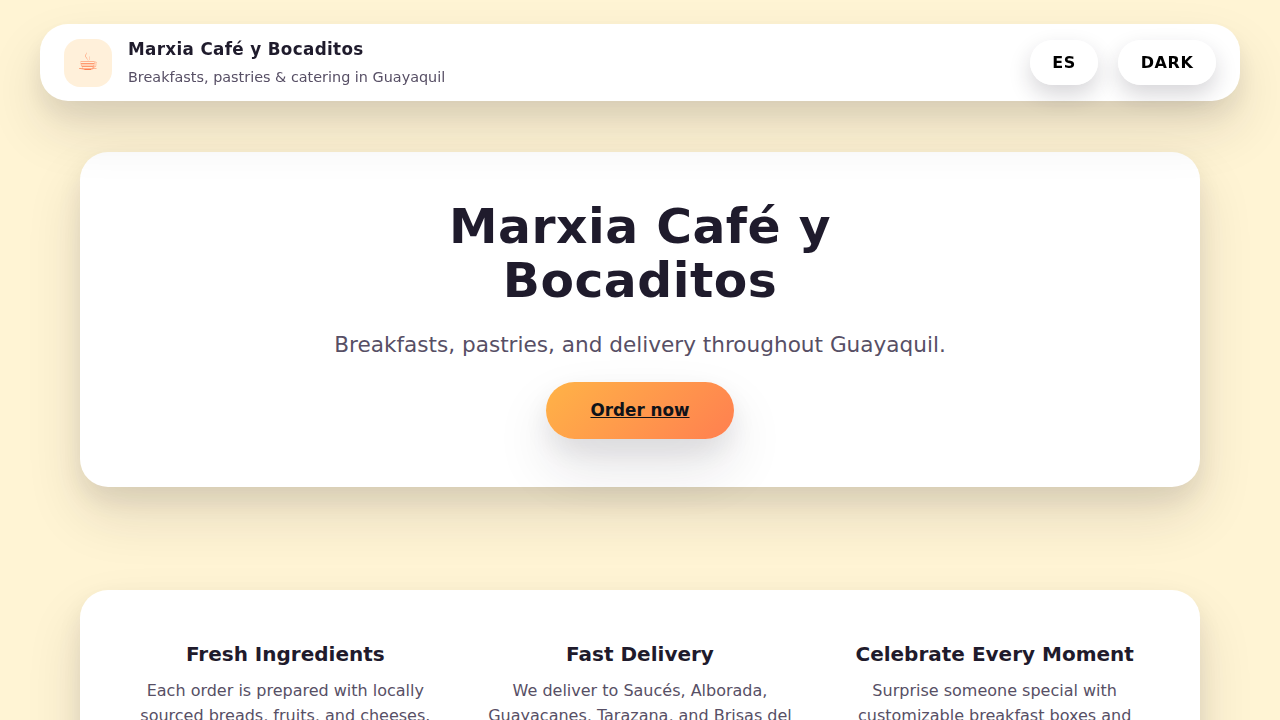 Marxia Café y Bocaditos
Breakfasts, pastries & catering in Guayaquil
ES
DARK
Marxia Café y
Bocaditos
Breakfasts, pastries, and delivery throughout Guayaquil.
Order now
Fresh Ingredients
Each order is prepared with locally
sourced breads, fruits, and cheeses.
Fast Delivery
We deliver to Saucés, Alborada,
Guayacanes, Tarazana, and Brisas del
Celebrate Every Moment
Surprise someone special with
customizable breakfast boxes and